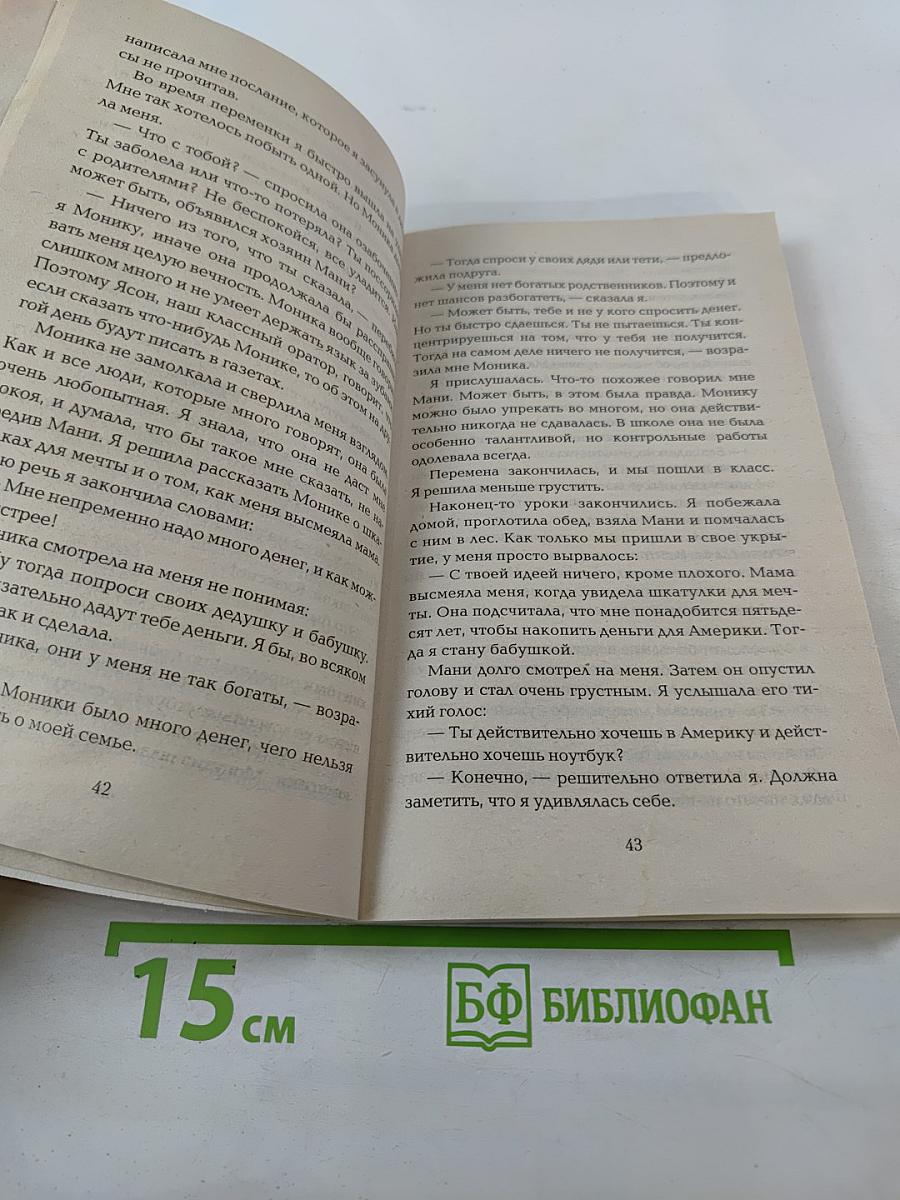 написала мне послание, которое я засунула в
сы не прочитав.
Во время переменки я быстро вышла на
Мне так хотелось побыть одной. Но Моника
ла меня.
— Что с тобой? — спросила она озабоченно
Ты заболела или что-то потеряла? Ты поссорилась
с родителями? Не беспокойся, все уладится.
может быть, объявился хозяин Мани?
— Ничего из того, что ты сказала, —
я Монику, иначе она продолжала бы расспраши-
вать меня целую вечность. Моника вообще говорит
слишком много и не умеет держать язык за зубами.
Поэтому Ясон, наш классный оратор, говорит,
если сказать что-нибудь Монике, то об этом на дру-
гой день будут писать в газетах.
Моника не замолкала и сверлила меня взглядом.
Как и все люди, которые много говорят, она была
очень любопытная. Я знала, что она не даст мне
окоя, и думала, что бы такое мне сказать, не на-
редив Мани. Я решила рассказать Монике о шка-
ках для мечты и о том, как меня высмеяла мама.
ю речь я закончила словами:
Мне непременно надо много денег, и как мож-
стрее!
ника смотрела на меня не понимая:
у тогда попроси своих дедушку и бабушку.
язательно дадут тебе деньги. Я бы, во всяком
ак и сделала.
ника, они у меня не так богаты, — возра-
Моники было много денег, чего нельзя
ть о моей семье.
42
— Тогда спроси у своих дяди или тети, — предло-
жила подруга.
— У меня нет богатых родственников. Поэтому и
нет шансов разбогатеть, — сказала я.
— Может быть, тебе и не у кого спросить денег.
Но ты быстро сдаешься. Ты не пытаешься. Ты кон-
центрируешься на том, что у тебя не получится.
Тогда на самом деле ничего не получится, — возра-
зила мне Моника.
Я прислушалась. Что-то похожее говорил мне
Мани. Может быть, в этом была правда. Монику
можно было упрекать во многом, но она действи-
тельно никогда не сдавалась. В школе она не была
особенно талантливой, но контрольные работы
одолевала всегда.
Перемена закончилась, и мы пошли в класс.
Я решила меньше грустить.
Наконец-то уроки закончились. Я побежала
домой, проглотила обед, взяла Мани и помчалась
с ним в лес. Как только мы пришли в свое укры-
тие, у меня просто вырвалось:
— С твоей идеей ничего, кроме плохого. Мама
высмеяла меня, когда увидела шкатулки для меч-
ты. Она подсчитала, что мне понадобится пятьде-
сят лет, чтобы накопить деньги для Америки. Тог-
да я стану бабушкой.
Мани долго смотрел на меня. Затем он опустил
голову и стал очень грустным. Я услышала его ти-
хий голос:
— Ты действительно хочешь в Америку и дейст-
вительно хочешь ноутбук?
— Конечно, — решительно ответила я. Должна
заметить, что я удивлялась себе.
43
15 см
БФ БИБЛИОФАН